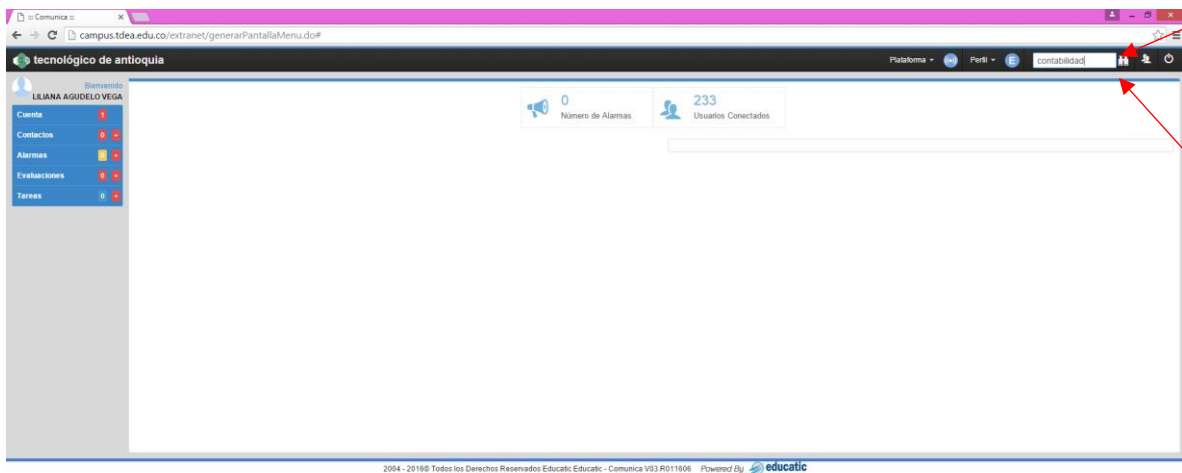 :: Comunica ::
campus.tdea.edu.co/extranet/generarPantallaMenu.do#
tecnológico de antioquia
Plataforma
Perfil
E
contabilidad
Bienvenido
LILIANA AGUDELO VEGA
Cuenta 1
Contactos 0 +
Alarmas 0 +
Evaluaciones 0 +
Tareas 0 +
0
Número de Alarmas
233
Usuarios Conectados
2004 - 2016© Todos los Derechos Reservados Educatic Educatic - Comunica V03.R011606 Powered By educatic